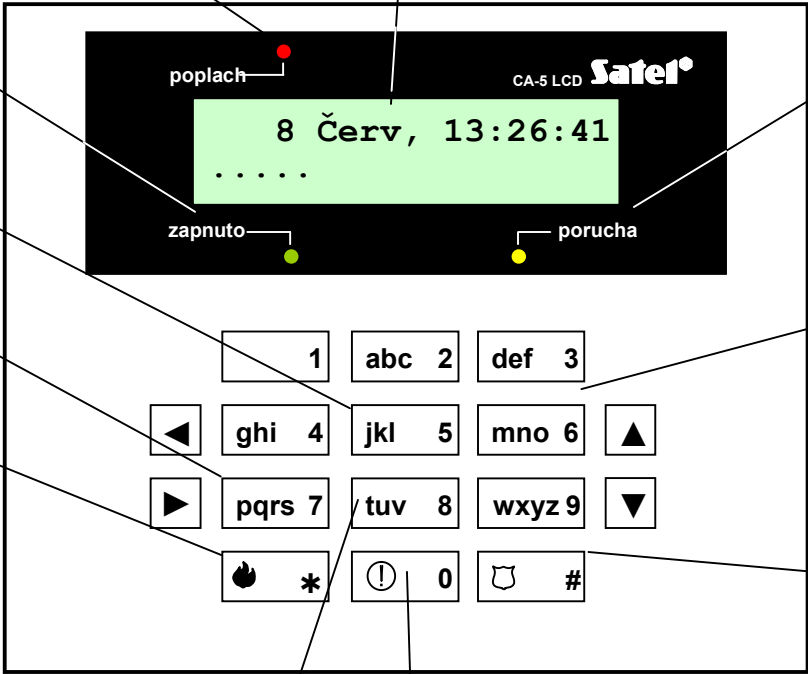 poplach
CA-5 LCD Satel
8 Červ, 13:26:41
.....
zapnuto porucha
1 abc 2 def 3
◄ ghi 4 jkl 5 mno 6 ▲
► pqrs 7 tuv 8 wxyz 9 ▼
* 0 #